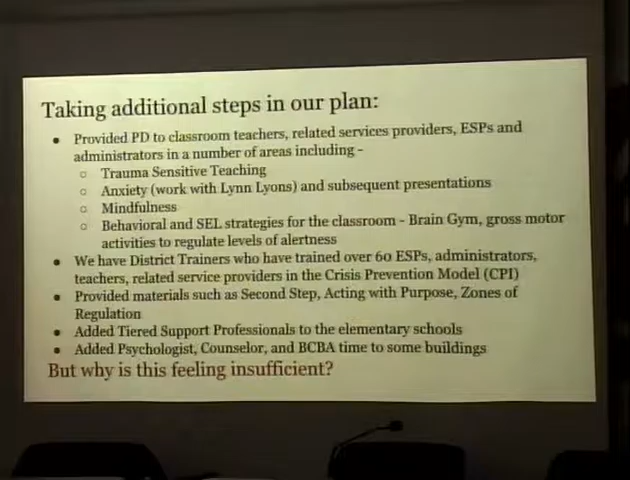 Taking additional steps in our plan:
● Provided PD to classroom teachers, related services providers, ESPs and
administrators in a number of areas including -
○ Trauma Sensitive Teaching
○ Anxiety (work with Lynn Lyons) and subsequent presentations
○ Mindfulness
○ Behavioral and SEL strategies for the classroom - Brain Gym, gross motor
activities to regulate levels of alertness
● We have District Trainers who have trained over 60 ESPs, administrators,
teachers, related service providers in the Crisis Prevention Model (CPI)
● Provided materials such as Second Step, Acting with Purpose, Zones of
Regulation
● Added Tiered Support Professionals to the elementary schools
● Added Psychologist, Counselor, and BCBA time to some buildings
But why is this feeling insufficient?